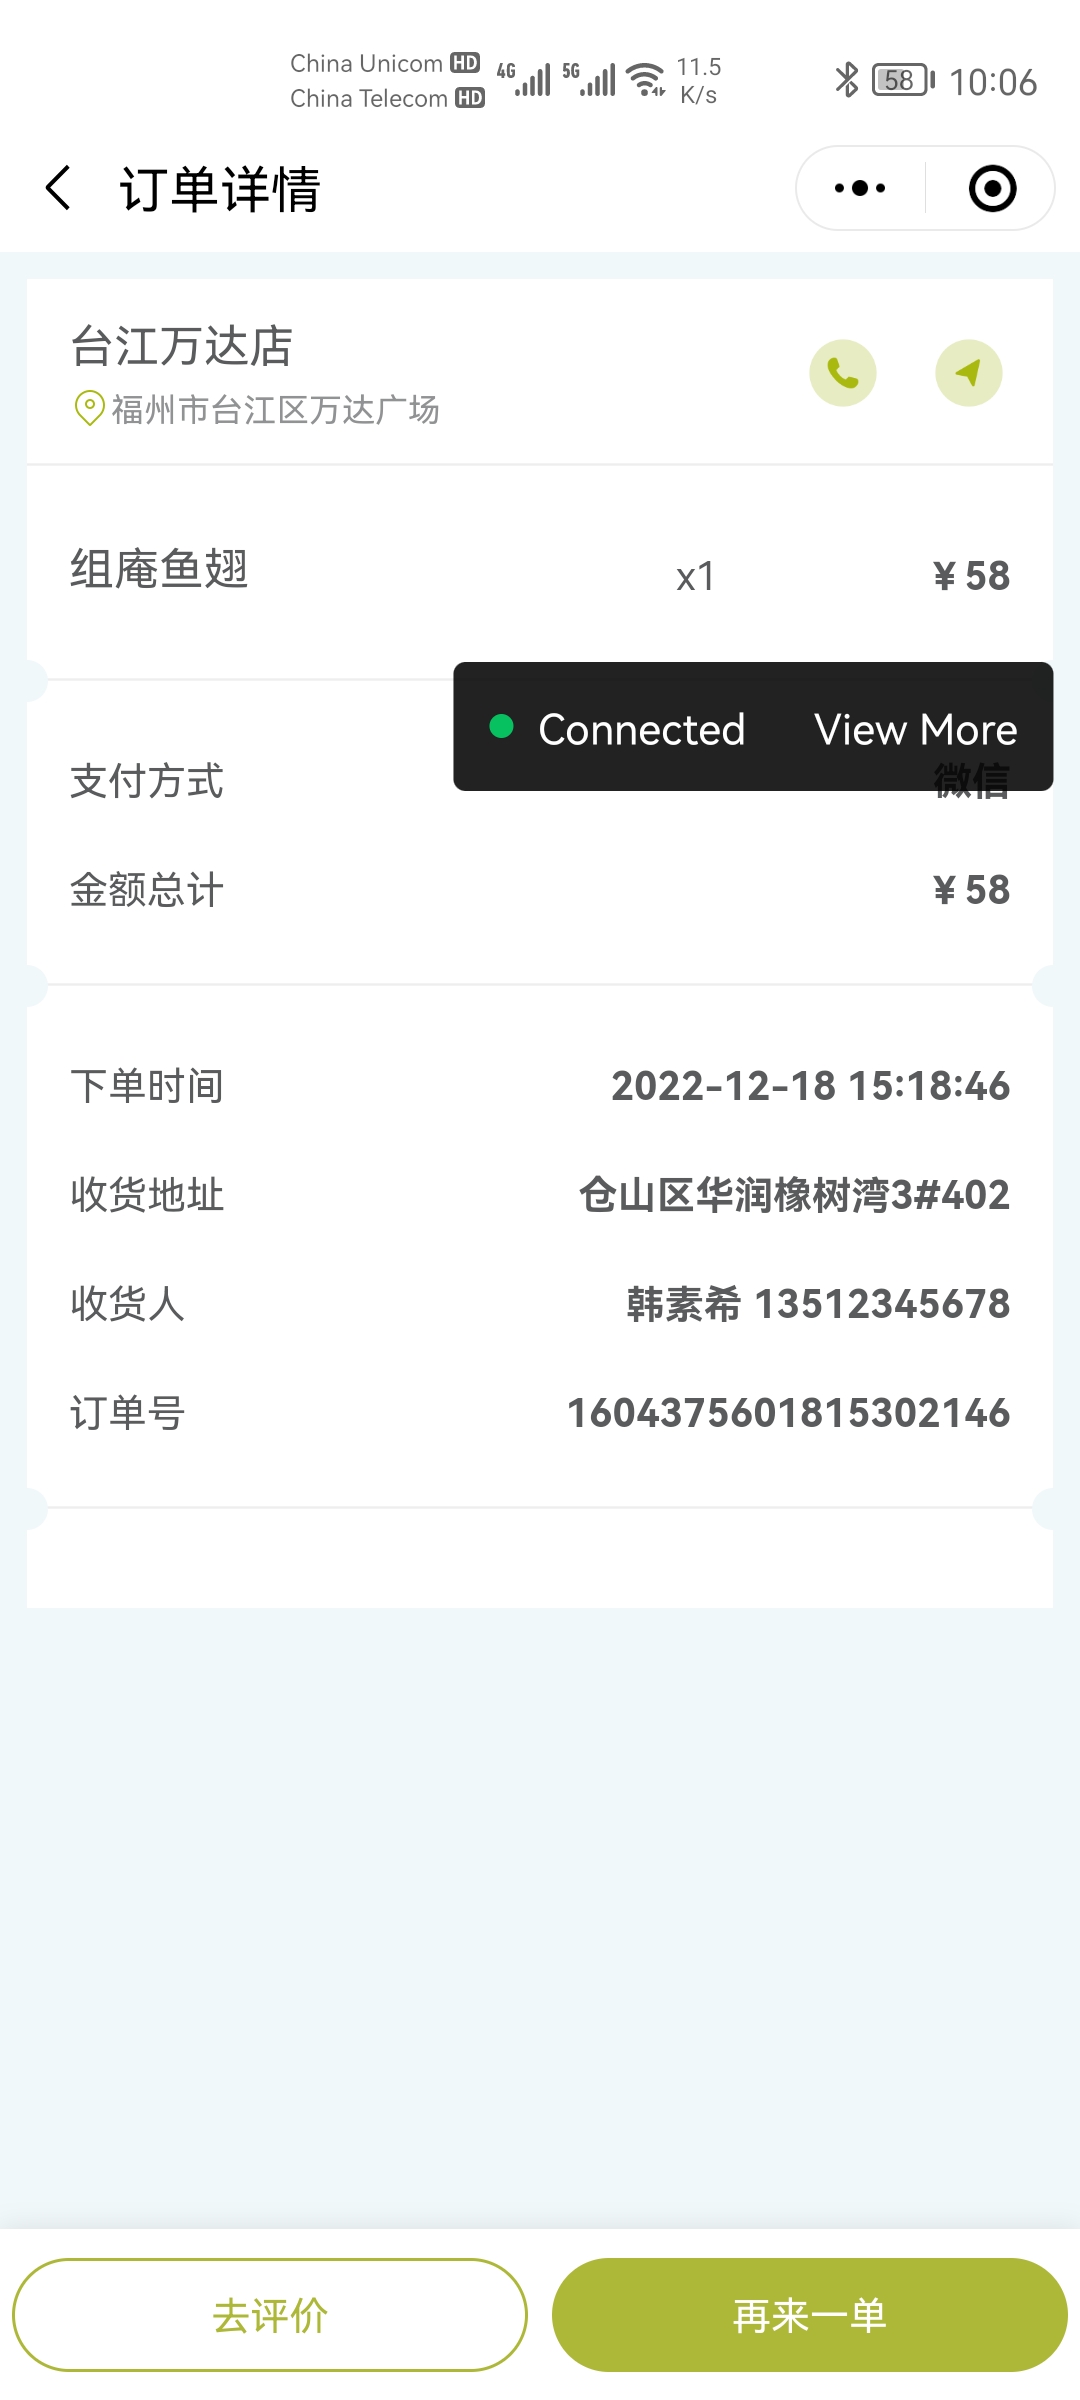 China Unicom HD
China Telecom HD
4G
5G
11.5
K/s
58
10:06
订单详情
台江万达店
福州市台江区万达广场
组庵鱼翅 x1 ¥ 58
Connected View More
支付方式 微信
金额总计 ¥ 58
下单时间 2022-12-18 15:18:46
收货地址 仓山区华润橡树湾3#402
收货人 韩素希 13512345678
订单号 1604375601815302146
去评价 再来一单